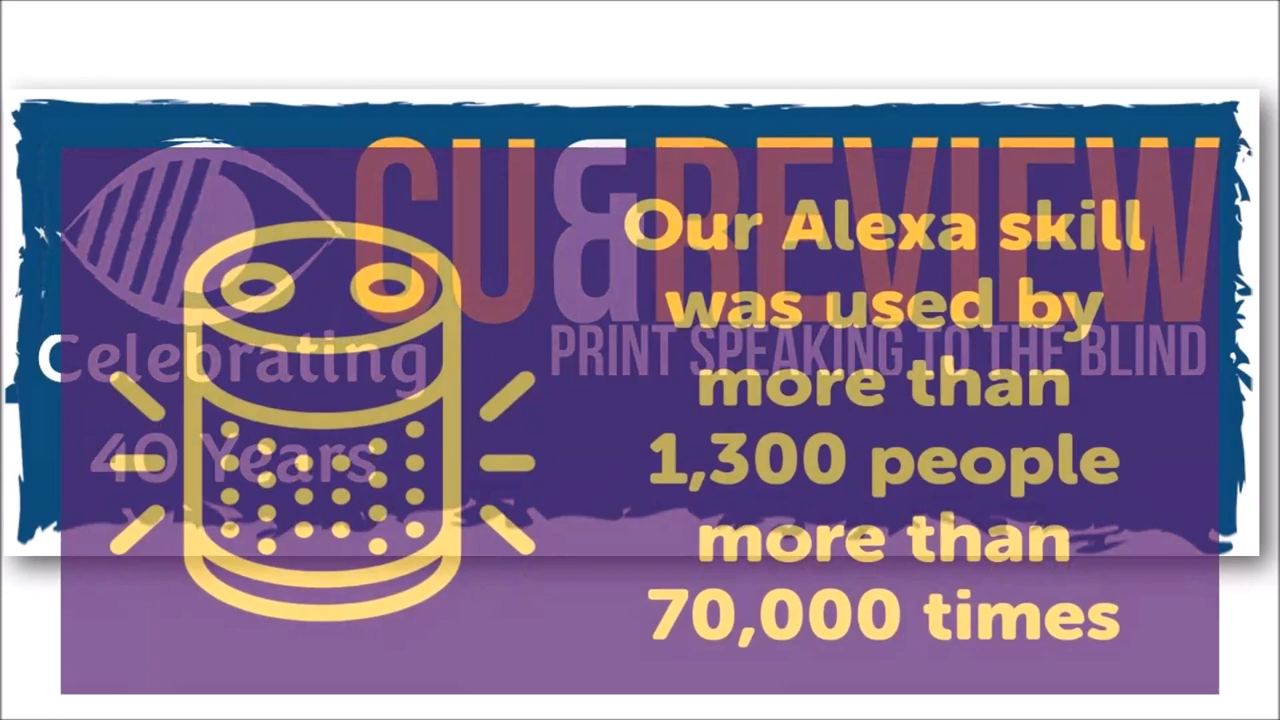 CU&REVIEW
PRINT SPEAKING TO THE BLIND
Celebrating
40 Years
Our Alexa skill
was used by
more than
1,300 people
more than
70,000 times